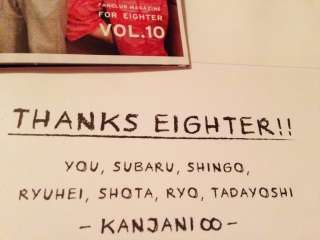 FANCLUB MAGAZINE
FOR EIGHTER
VOL.10
THANKS EIGHTER!!
YOU, SUBARU, SHINGO,
RYUHEI, SHOTA, RYO, TADAYOSHI
- KANJANI∞ -